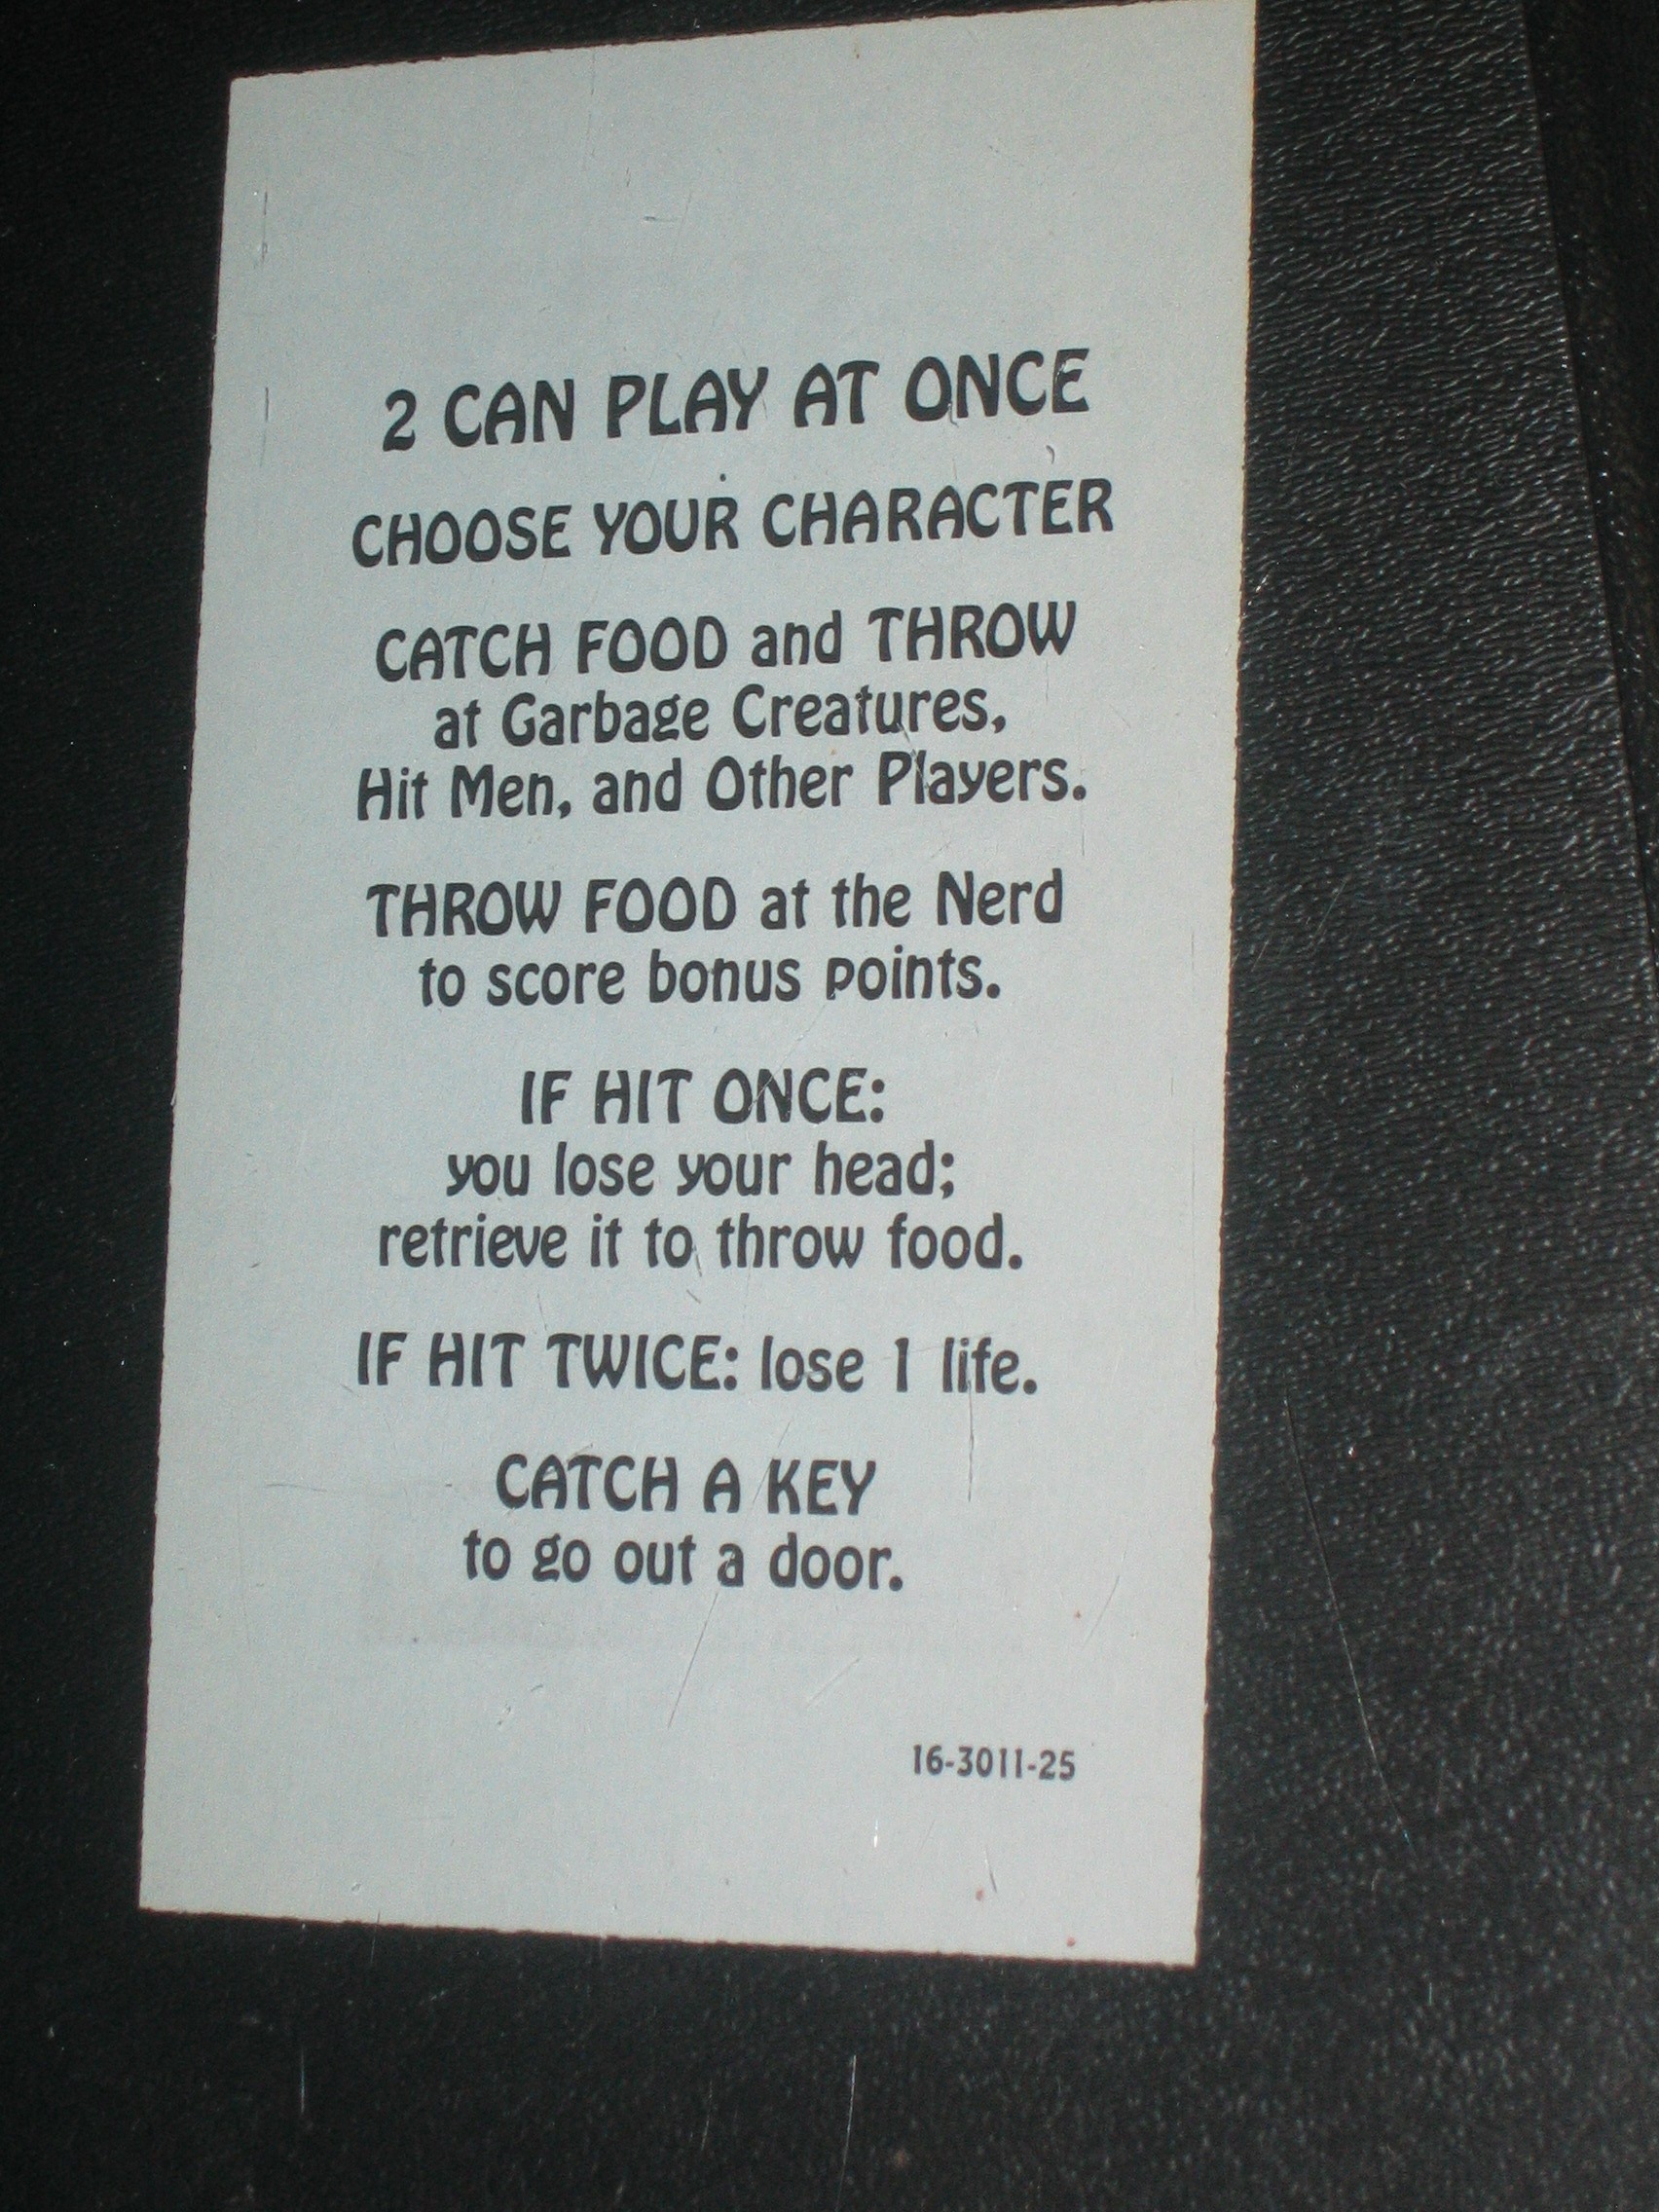 2 CAN PLAY AT ONCE
CHOOSE YOUR CHARACTER
CATCH FOOD and THROW
at Garbage Creatures,
Hit Men, and Other Players.
THROW FOOD at the Nerd
to score bonus points.
IF HIT ONCE:
you lose your head;
retrieve it to throw food.
IF HIT TWICE: lose 1 life.
CATCH A KEY
to go out a door.
16-3011-25